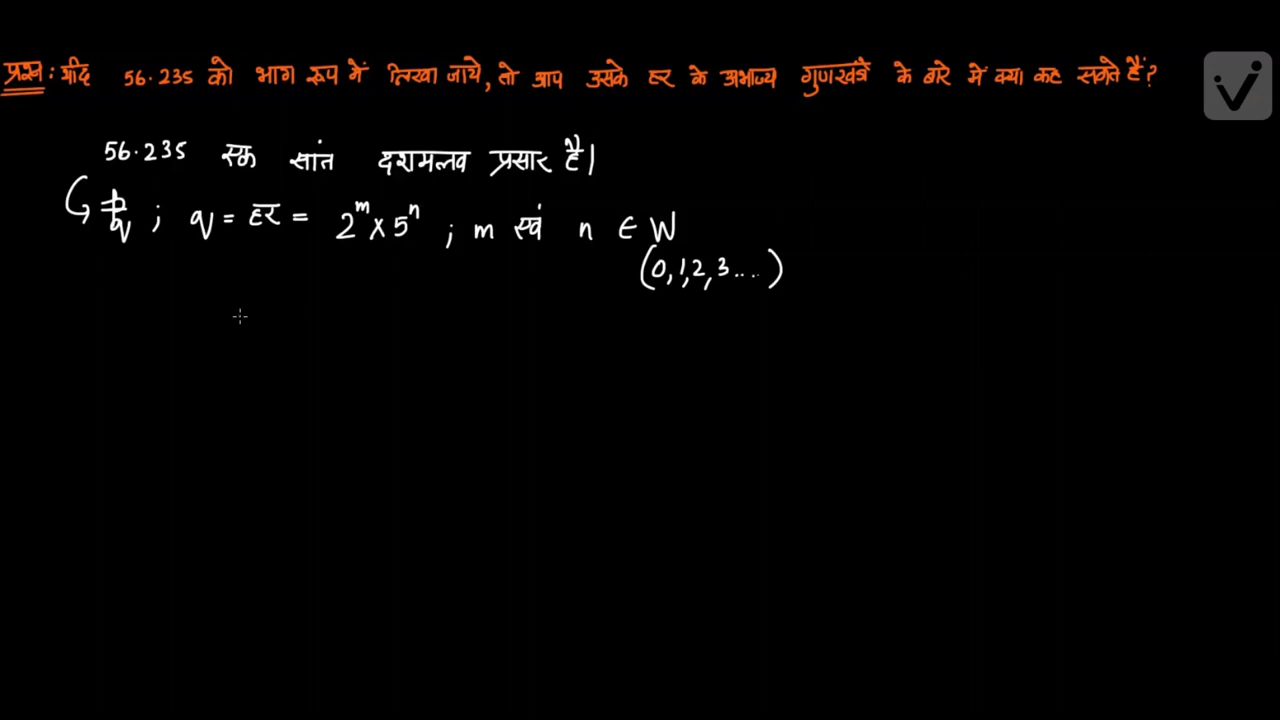 प्रश्न : यदि 56.235 को भाग रूप में लिखा जाये, तो आप उसके हर के अभाज्य गुणखंडो के बारे में क्या कह सकते हैं?
56.235 एक सांत दशमलव प्रसार है।
p/q ; q = हर = 2^m × 5^n ; m एवं n ∈ W
(0, 1, 2, 3....)